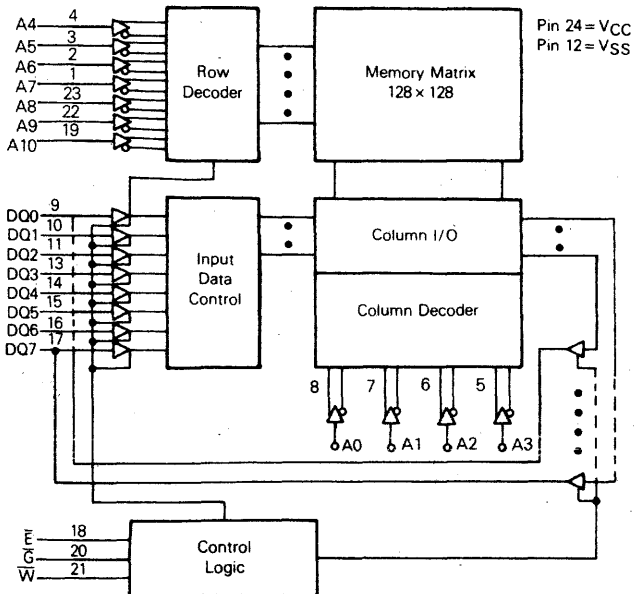 A4 4
A5 3
A6 2
A7 1
A8 23
A9 22
A10 19
Row
Decoder
Memory Matrix
128 × 128
Pin 24 = VCC
Pin 12 = VSS
DQ0 9
DQ1 10
DQ2 11
DQ3 13
DQ4 14
DQ5 15
DQ6 16
DQ7 17
Input
Data
Control
Column I/O
Column Decoder
8 7 6 5
A0 A1 A2 A3
E̅ 18
G̅ 20
W̅ 21
Control
Logic